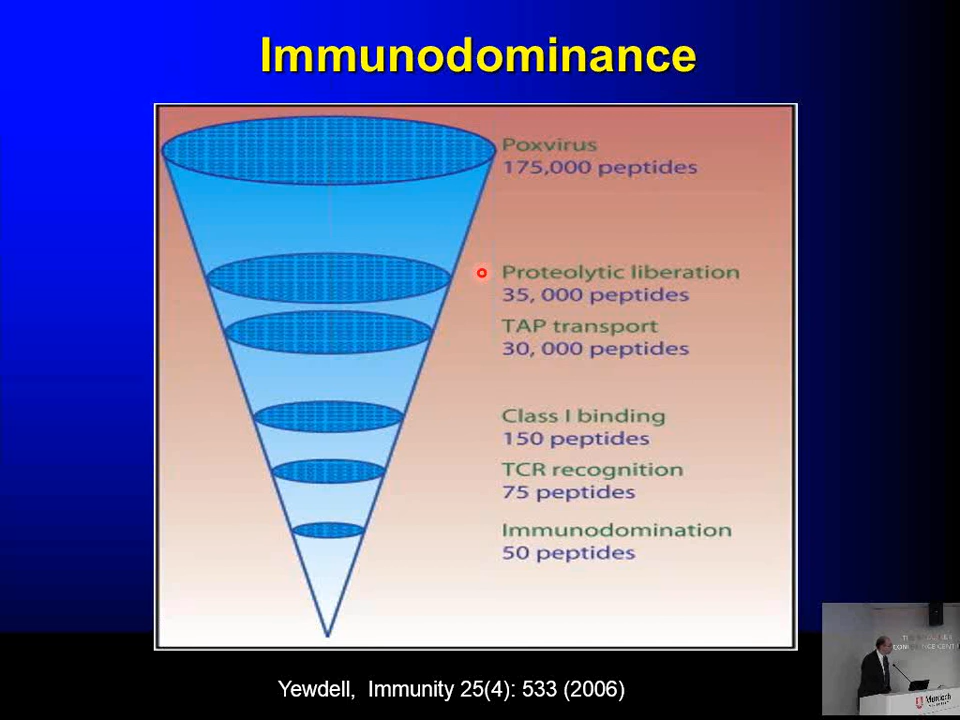 Immunodominance
Poxvirus
175,000 peptides
Proteolytic liberation
35, 000 peptides
TAP transport
30, 000 peptides
Class I binding
150 peptides
TCR recognition
75 peptides
Immunodomination
50 peptides
Yewdell, Immunity 25(4): 533 (2006)
Murdoch